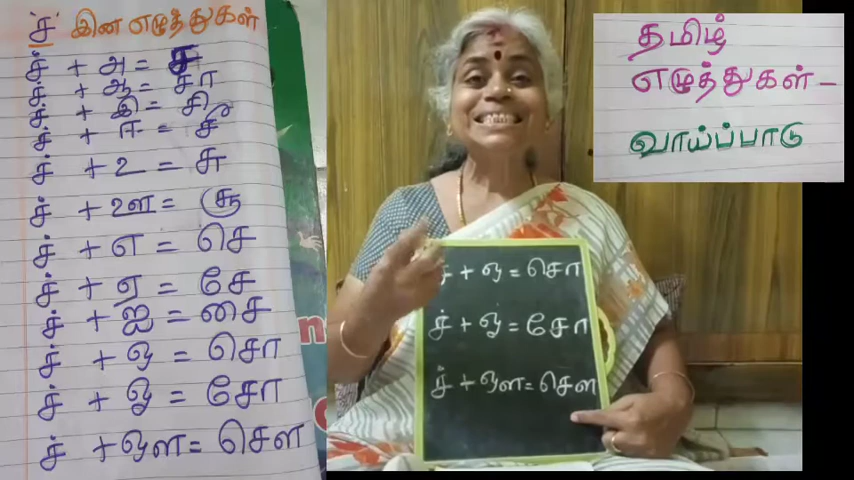 'ச்' இன எழுத்துகள்
ச் + அ = ச
ச் + ஆ = சா
ச் + இ = சி
ச் + ஈ = சீ
ச் + உ = சு
ச் + ஊ = சூ
ச் + எ = செ
ச் + ஏ = சே
ச் + ஐ = சை
ச் + ஒ = சொ
ச் + ஓ = சோ
ச் + ஔ = சௌ
தமிழ்
எழுத்துகள் -
வாய்ப்பாடு
ச் + ஒ = சொ
ச் + ஓ = சோ
ச் + ஔ = சௌ